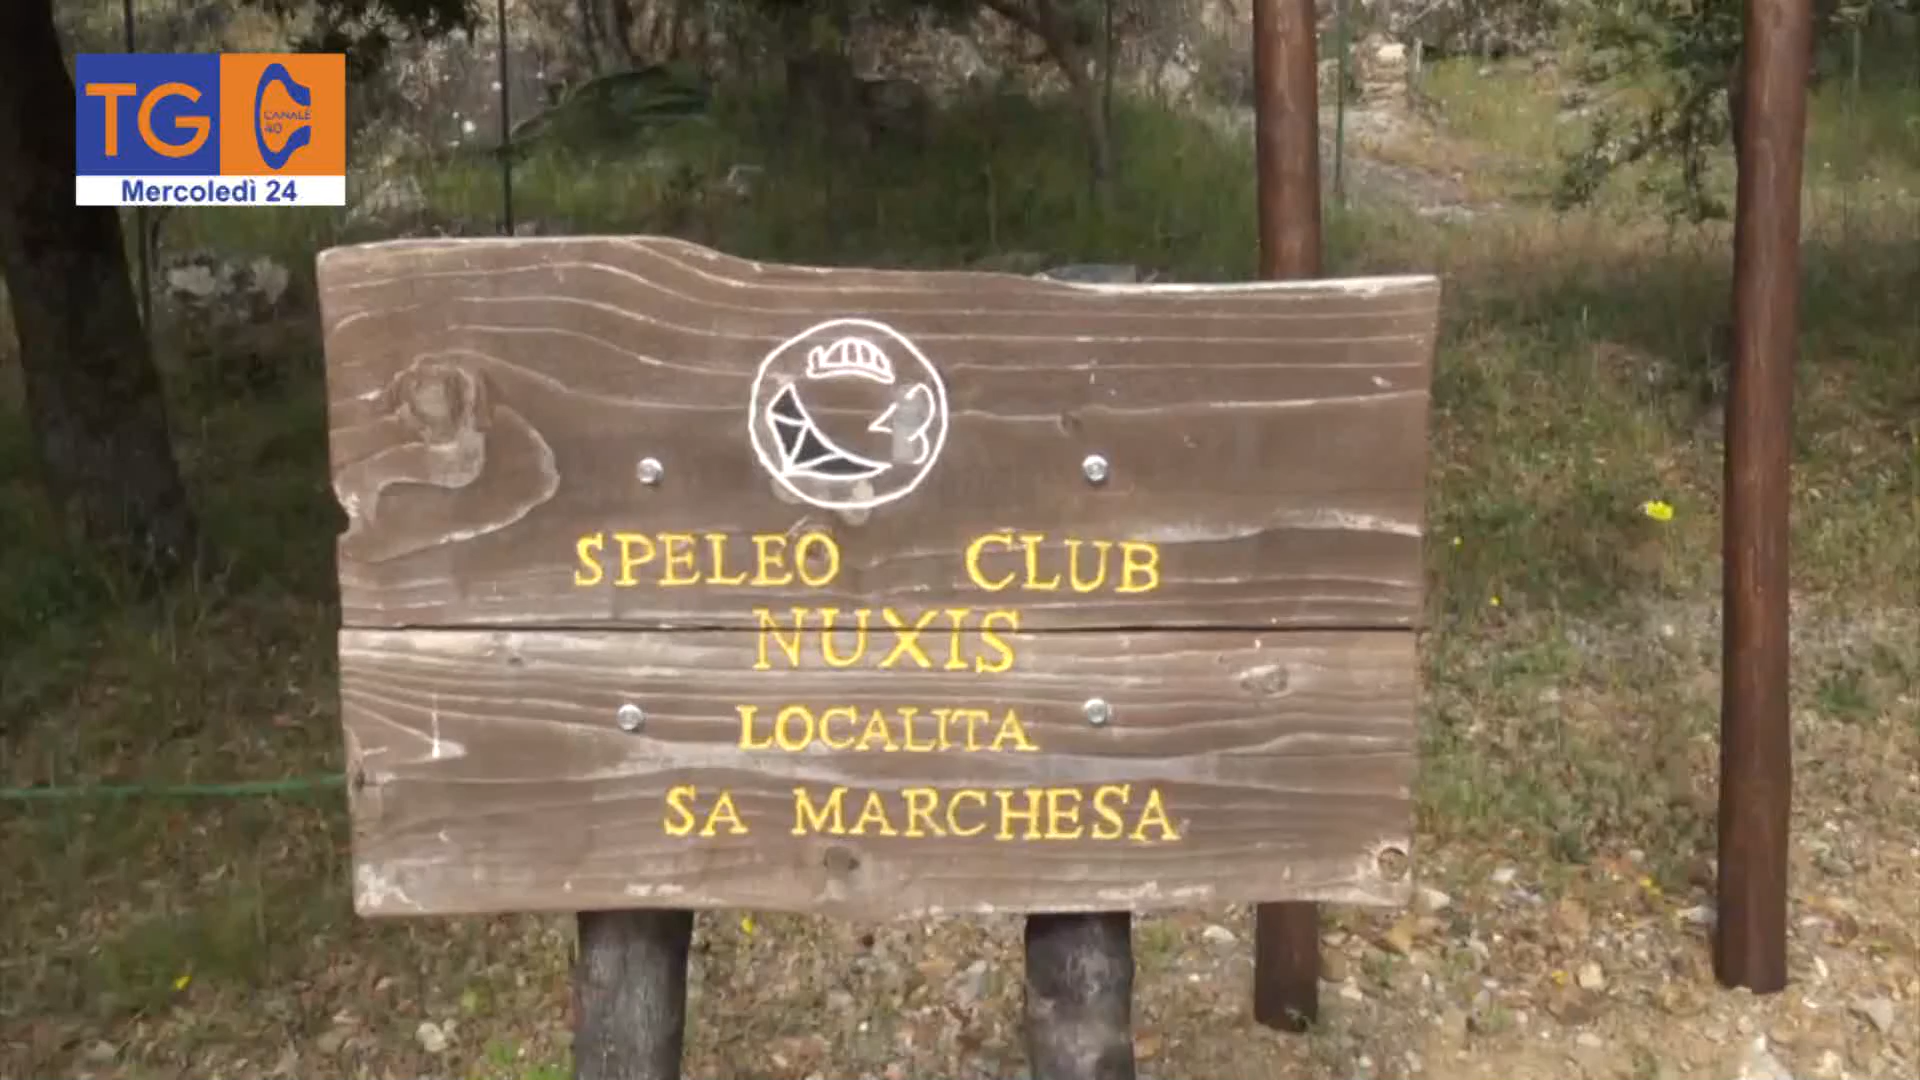 TG
CANALE
40
Mercoledì 24
SPELEO CLUB
NUXIS
LOCALITA
SA MARCHESA